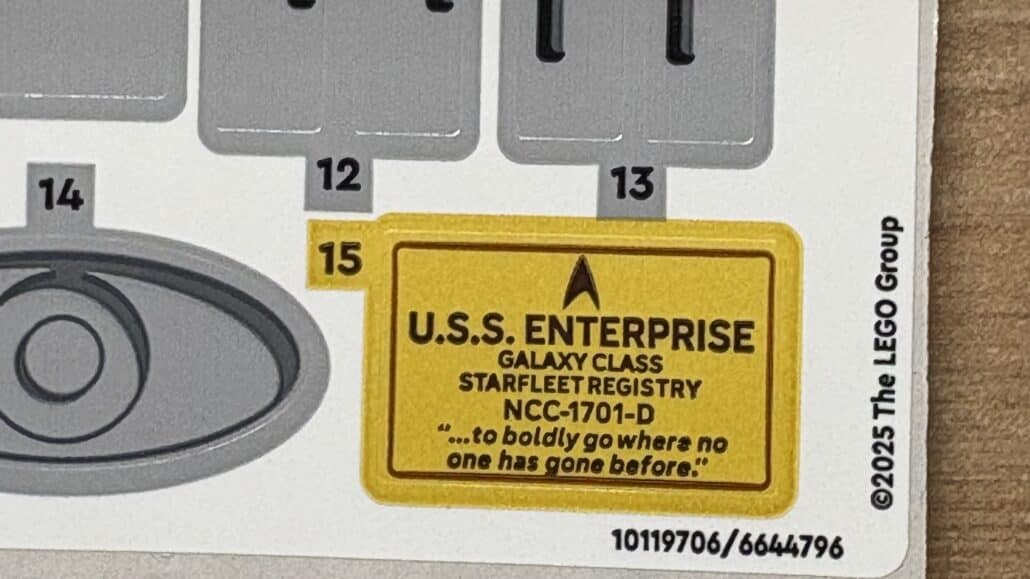 12
13
14
15
U.S.S. ENTERPRISE
GALAXY CLASS
STARFLEET REGISTRY
NCC-1701-D
“...to boldly go where no
one has gone before.”
10119706/6644796
©2025 The LEGO Group